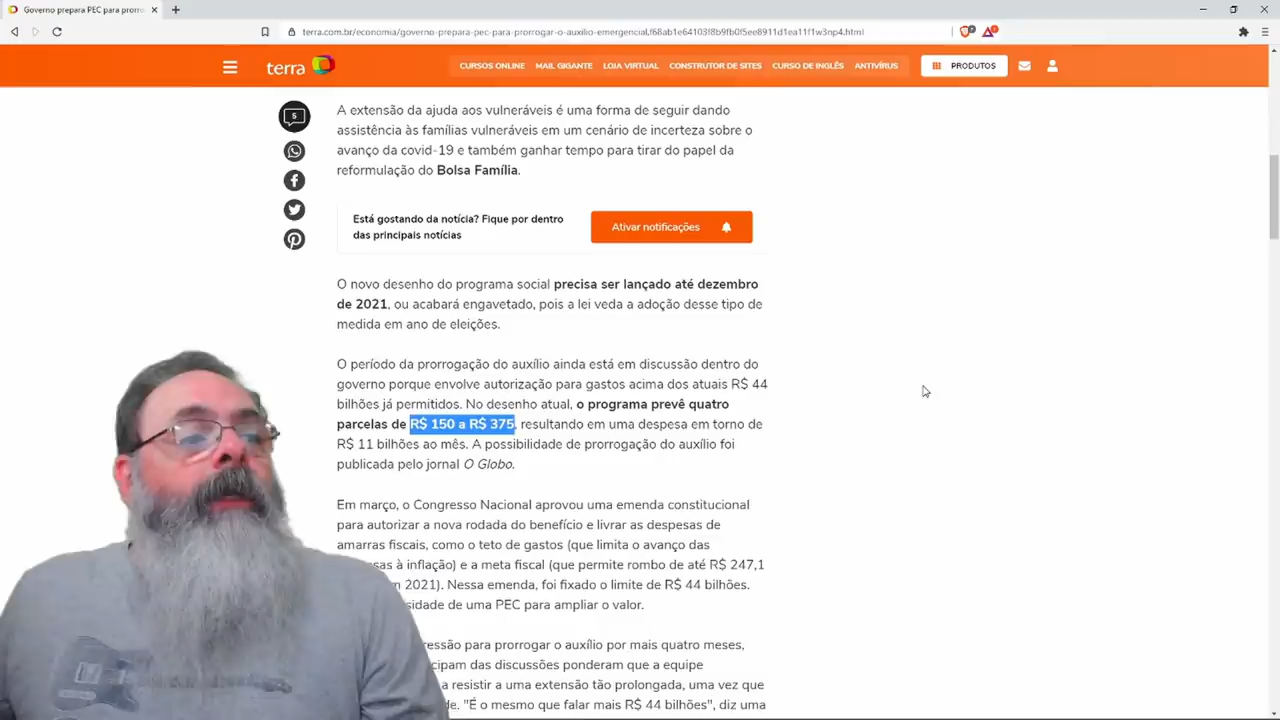 Governo prepara PEC para prorro
terra.com.br/economia/governo-prepara-pec-para-prorrogar-o-auxilio-emergencial,f68ab1e64103f8b9fb0f5ee8911d1ea11f1w3np4.html
terra
CURSOS ONLINE MAIL GIGANTE LOJA VIRTUAL CONSTRUTOR DE SITES CURSO DE INGLÊS ANTIVÍRUS PRODUTOS
5
A extensão da ajuda aos vulneráveis é uma forma de seguir dando
assistência às famílias vulneráveis em um cenário de incerteza sobre o
avanço da covid-19 e também ganhar tempo para tirar do papel da
reformulação do Bolsa Família.
Está gostando da notícia? Fique por dentro
das principais notícias
Ativar notificações
O novo desenho do programa social precisa ser lançado até dezembro
de 2021, ou acabará engavetado, pois a lei veda a adoção desse tipo de
medida em ano de eleições.
O período da prorrogação do auxílio ainda está em discussão dentro do
governo porque envolve autorização para gastos acima dos atuais R$ 44
bilhões já permitidos. No desenho atual, o programa prevê quatro
parcelas de R$ 150 a R$ 375, resultando em uma despesa em torno de
R$ 11 bilhões ao mês. A possibilidade de prorrogação do auxílio foi
publicada pelo jornal O Globo.
Em março, o Congresso Nacional aprovou uma emenda constitucional
para autorizar a nova rodada do benefício e livrar as despesas de
amarras fiscais, como o teto de gastos (que limita o avanço das
sas à inflação) e a meta fiscal (que permite rombo de até R$ 247,1
m 2021). Nessa emenda, foi fixado o limite de R$ 44 bilhões.
sidade de uma PEC para ampliar o valor.
ressão para prorrogar o auxílio por mais quatro meses,
cipam das discussões ponderam que a equipe
a resistir a uma extensão tão prolongada, uma vez que
de. "É o mesmo que falar mais R$ 44 bilhões", diz uma